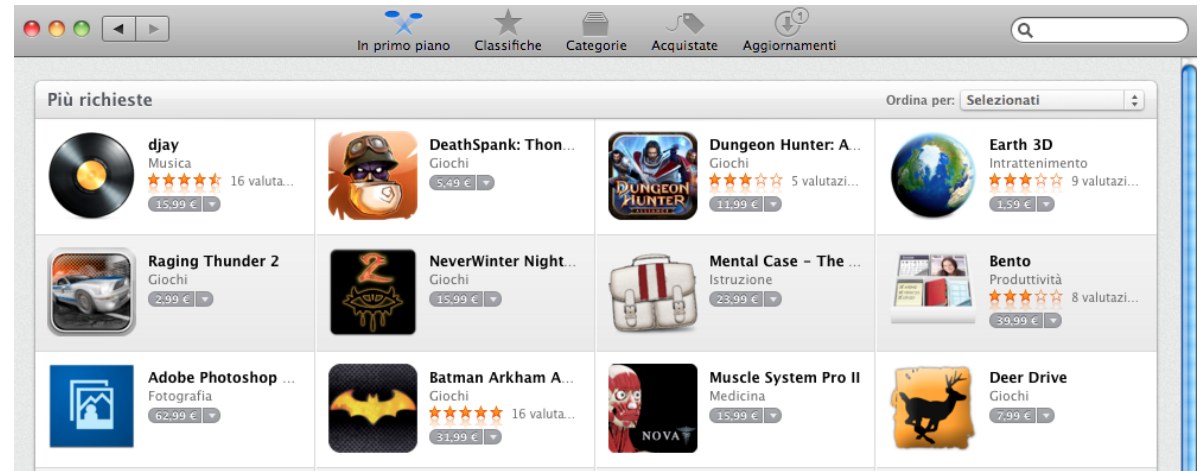 In primo piano
Classifiche
Categorie
Acquistate
1
Aggiornamenti
Più richieste
Ordina per: Selezionati
djay
Musica
16 valuta...
15,99 €
DeathSpank: Thon...
Giochi
5,49 €
DUNGEON
HUNTER
ALLIANCE
Dungeon Hunter: A...
Giochi
5 valutazi...
11,99 €
Earth 3D
Intrattenimento
9 valutazi...
1,59 €
Raging Thunder 2
Giochi
2,99 €
2
NeverWinter Night...
Giochi
15,99 €
Mental Case – The ...
Istruzione
23,99 €
Bento
Produttività
8 valutazi...
39,99 €
Adobe Photoshop ...
Fotografia
62,99 €
Batman Arkham A...
Giochi
16 valuta...
31,99 €
NOVA
Muscle System Pro II
Medicina
15,99 €
Deer Drive
Giochi
7,99 €